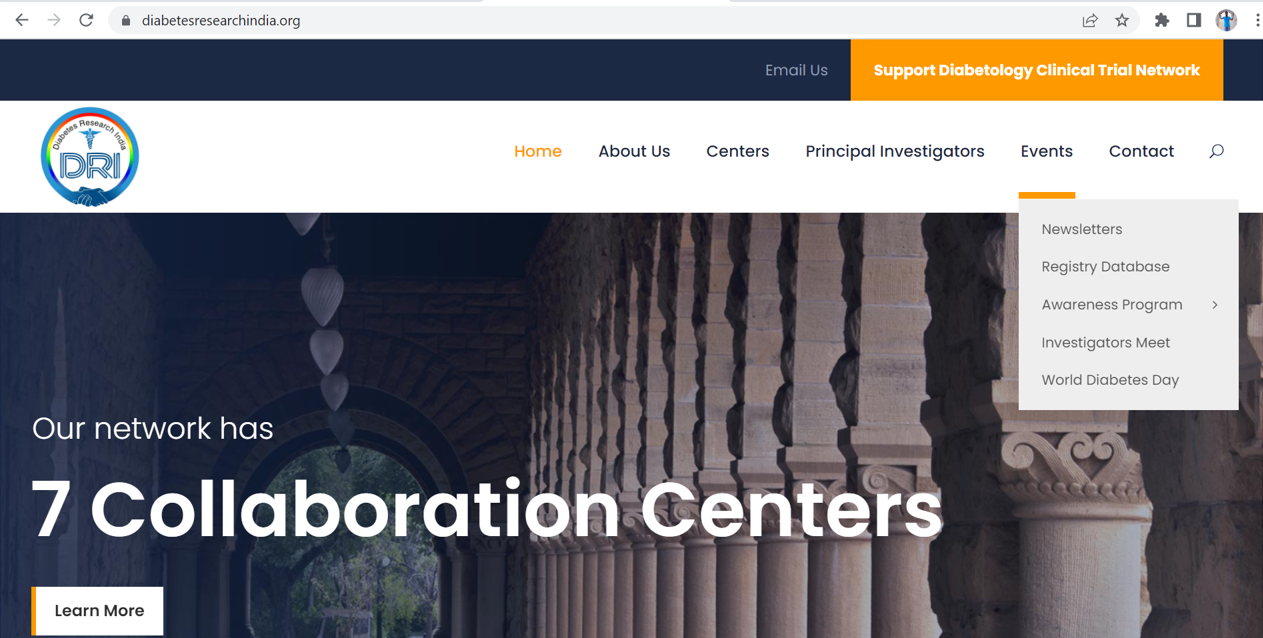 diabetesresearchindia.org
Email Us
Support Diabetology Clinical Trial Network
Diabetes Research India
DRI
Home
About Us
Centers
Principal Investigators
Events
Contact
Newsletters
Registry Database
Awareness Program
Investigators Meet
World Diabetes Day
Our network has
7 Collaboration Centers
Learn More